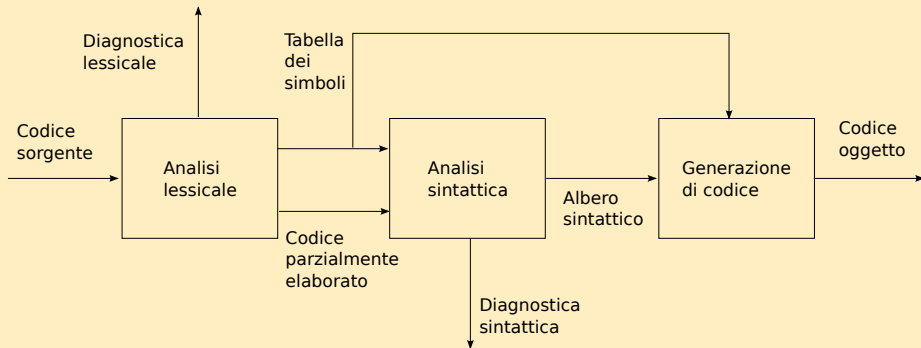 Diagnostica
lessicale
Tabella
dei
simboli
Codice
sorgente
Analisi
lessicale
Analisi
sintattica
Generazione
di codice
Codice
oggetto
Albero
sintattico
Codice
parzialmente
elaborato
Diagnostica
sintattica